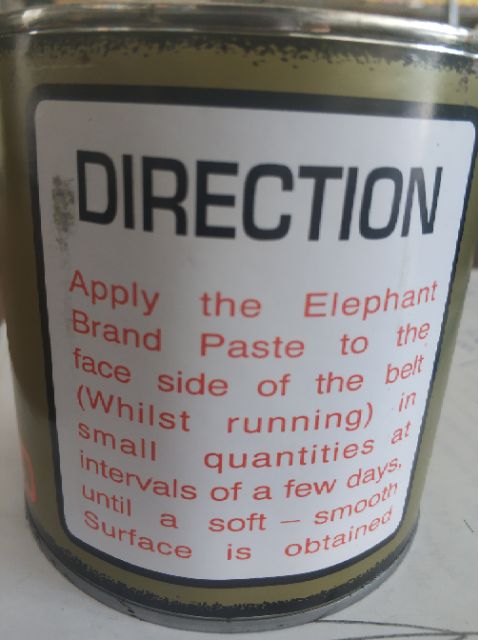 DIRECTION
Apply the Elephant
Brand Paste to the
face side of the belt
(Whilst running) in
small quantities at
intervals of a few days,
until a soft – smooth
Surface is obtained